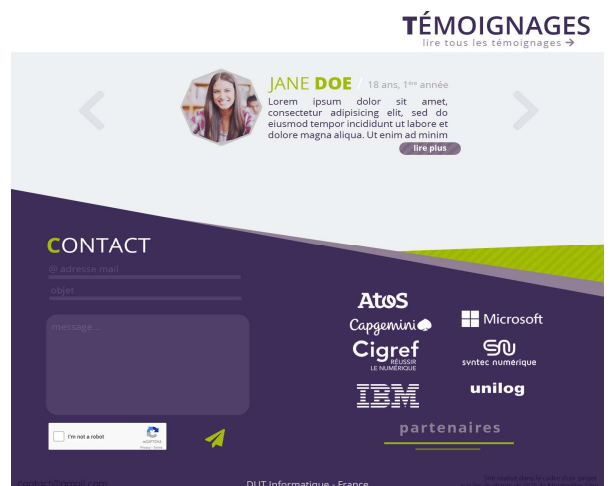 TÉMOIGNAGES
lire tous les témoignages →
JANE DOE / 18 ans, 1ère année
Lorem ipsum dolor sit amet,
consectetur adipisicing elit, sed do
eiusmod tempor incididunt ut labore et
dolore magna aliqua. Ut enim ad minim
lire plus
CONTACT
@ adresse mail
objet
message...
I'm not a robot
reCAPTCHA
Privacy - Terms
Atos
Capgemini
Microsoft
Cigref
RÉUSSIR
LE NUMÉRIQUE
syntec numérique
IBM
unilog
partenaires
DUT Informatique - France